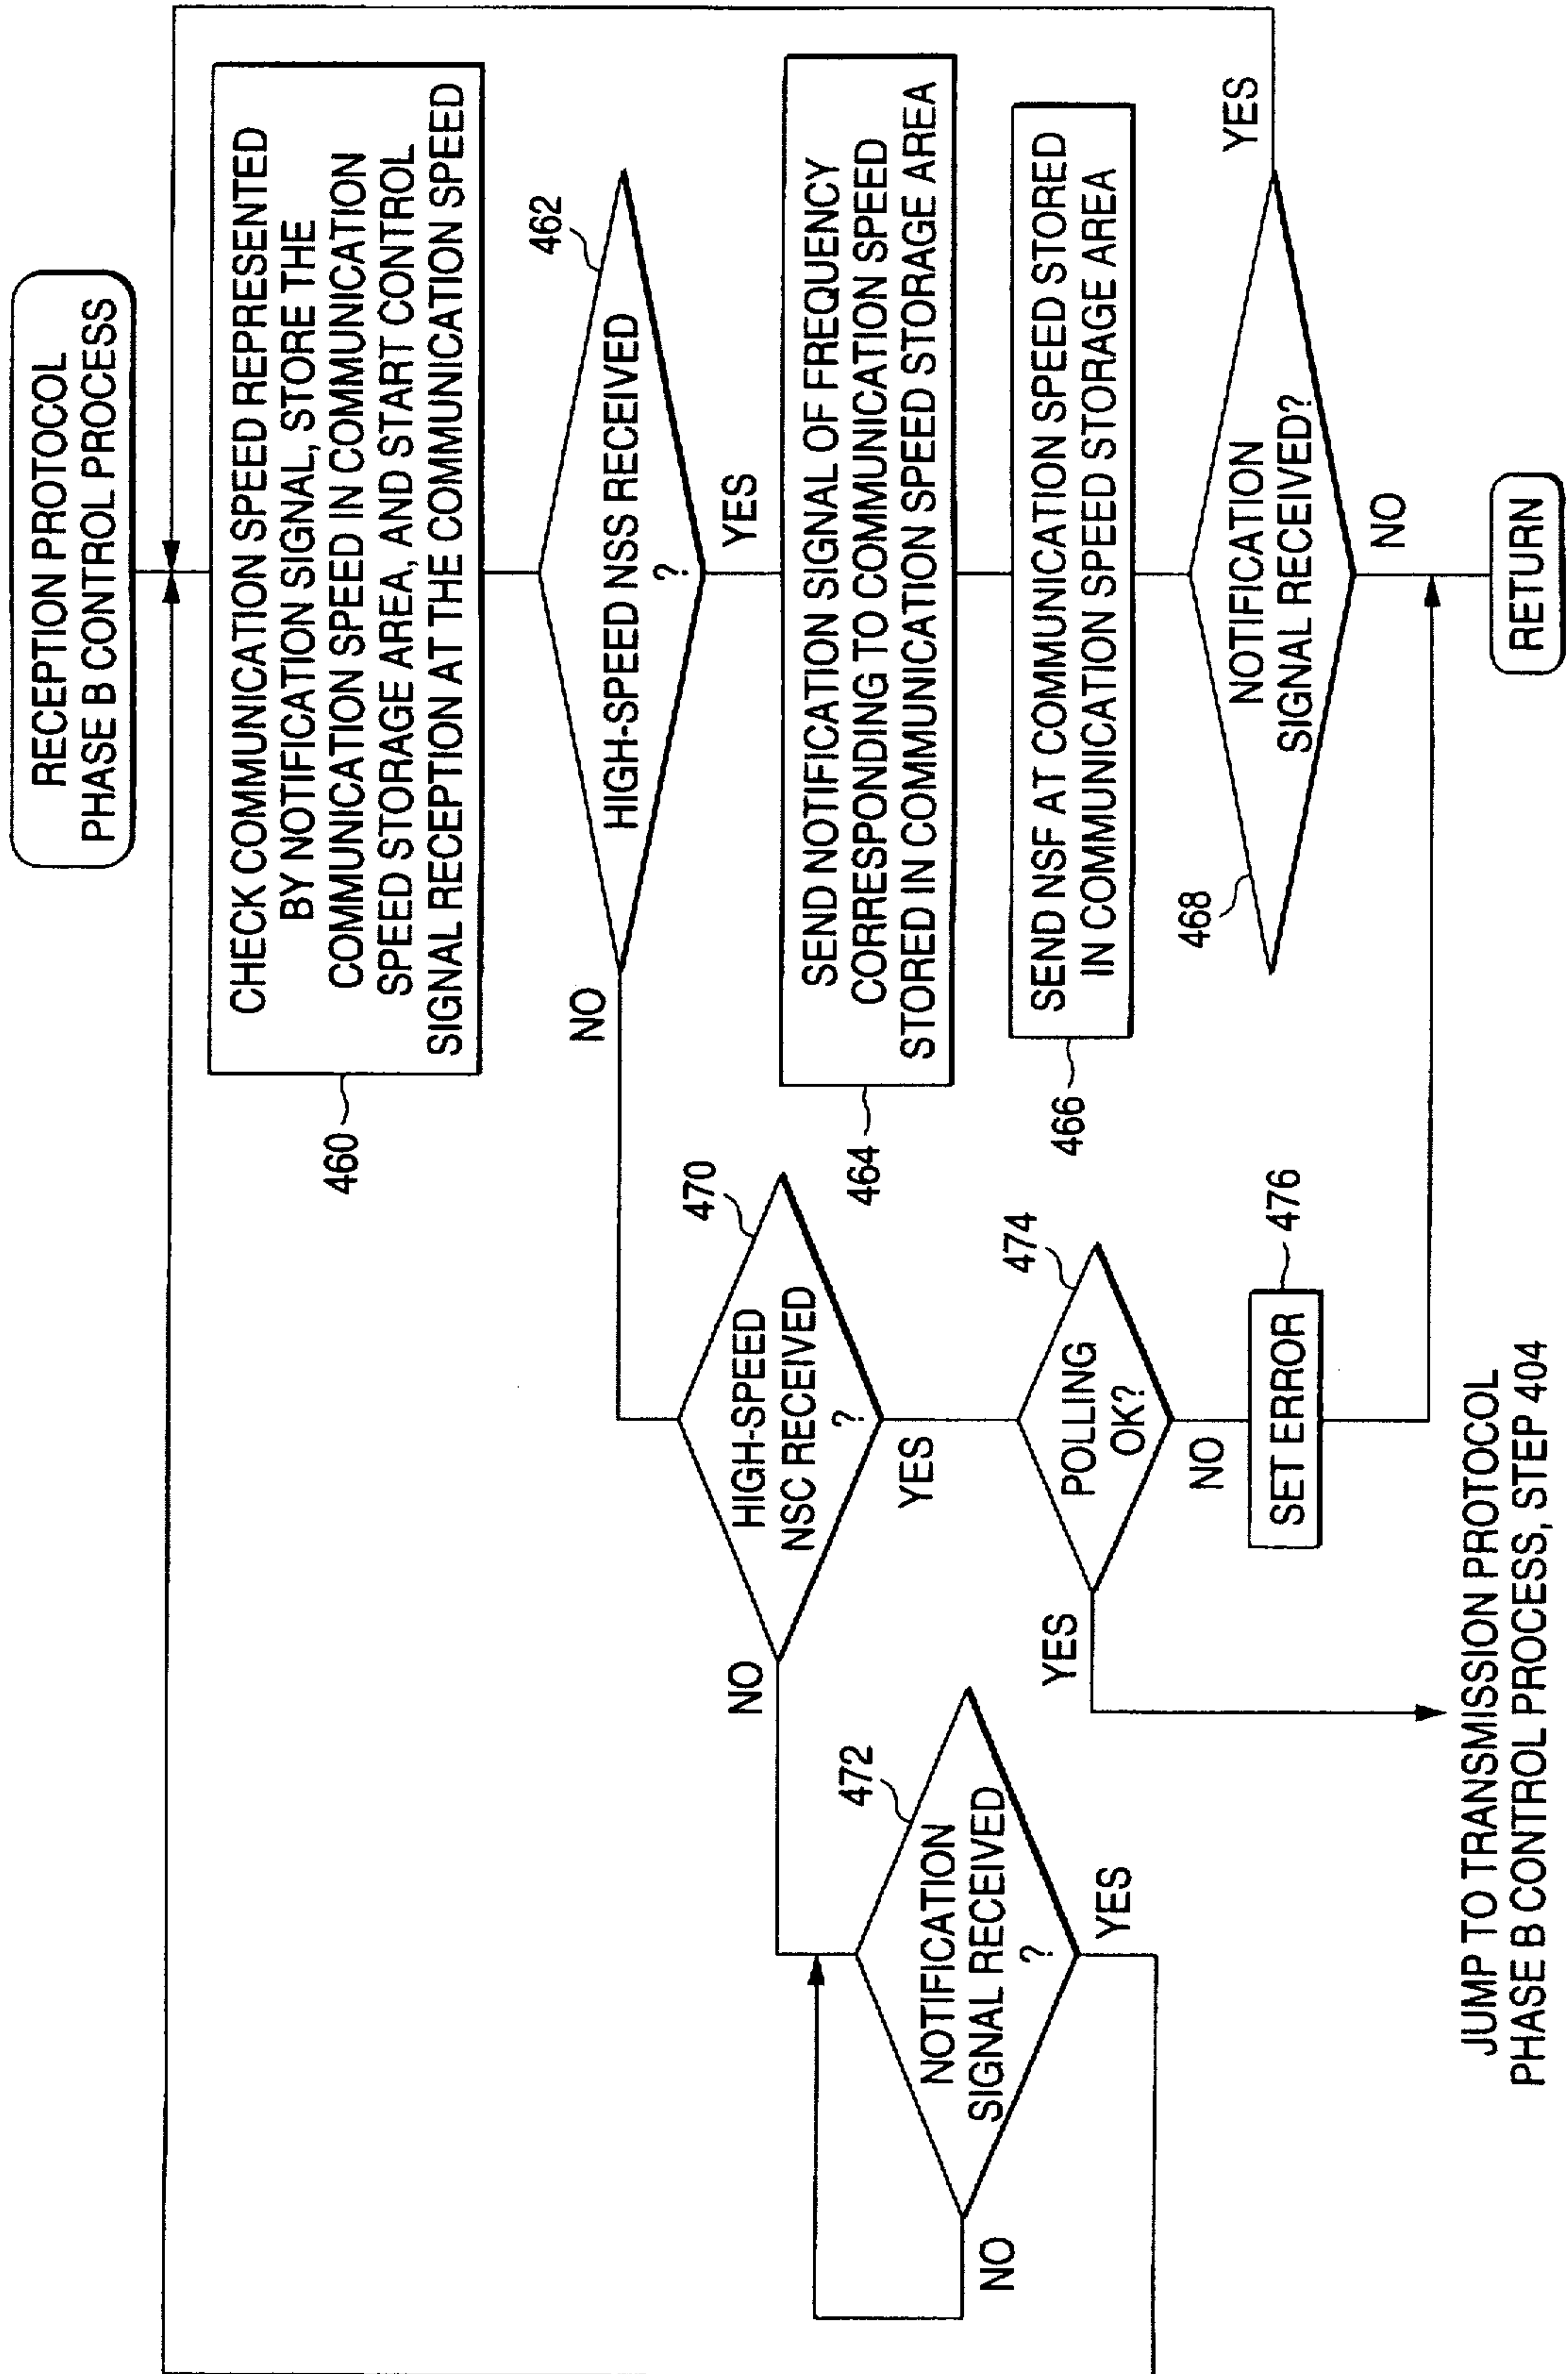 RECEPTION PROTOCOL
PHASE B CONTROL PROCESS
CHECK COMMUNICATION SPEED REPRESENTED
BY NOTIFICATION SIGNAL, STORE THE
COMMUNICATION SPEED IN COMMUNICATION
SPEED STORAGE AREA, AND START CONTROL
SIGNAL RECEPTION AT THE COMMUNICATION SPEED
460
462
HIGH-SPEED NSS RECEIVED
?
NO
YES
SEND NOTIFICATION SIGNAL OF FREQUENCY
CORRESPONDING TO COMMUNICATION SPEED
STORED IN COMMUNICATION SPEED STORAGE AREA
464
SEND NSF AT COMMUNICATION SPEED STORED
IN COMMUNICATION SPEED STORAGE AREA
466
468
NOTIFICATION
SIGNAL RECEIVED?
YES
NO
RETURN
470
HIGH-SPEED
NSC RECEIVED
?
NO
YES
472
NOTIFICATION
SIGNAL RECEIVED
?
NO
YES
474
POLLING
OK?
YES
NO
SET ERROR
476
JUMP TO TRANSMISSION PROTOCOL
PHASE B CONTROL PROCESS, STEP 404